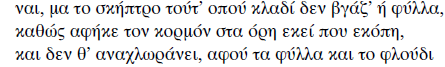 ναι, μα το σκήπτρο τούτ’ οπού κλαδί δεν βγάζ’ ή φύλλα,
καθώς αφήκε τον κορμόν στα όρη εκεί που εκόπη,
και δεν θ’ αναχλωράνει, αφού τα φύλλα και το φλούδι